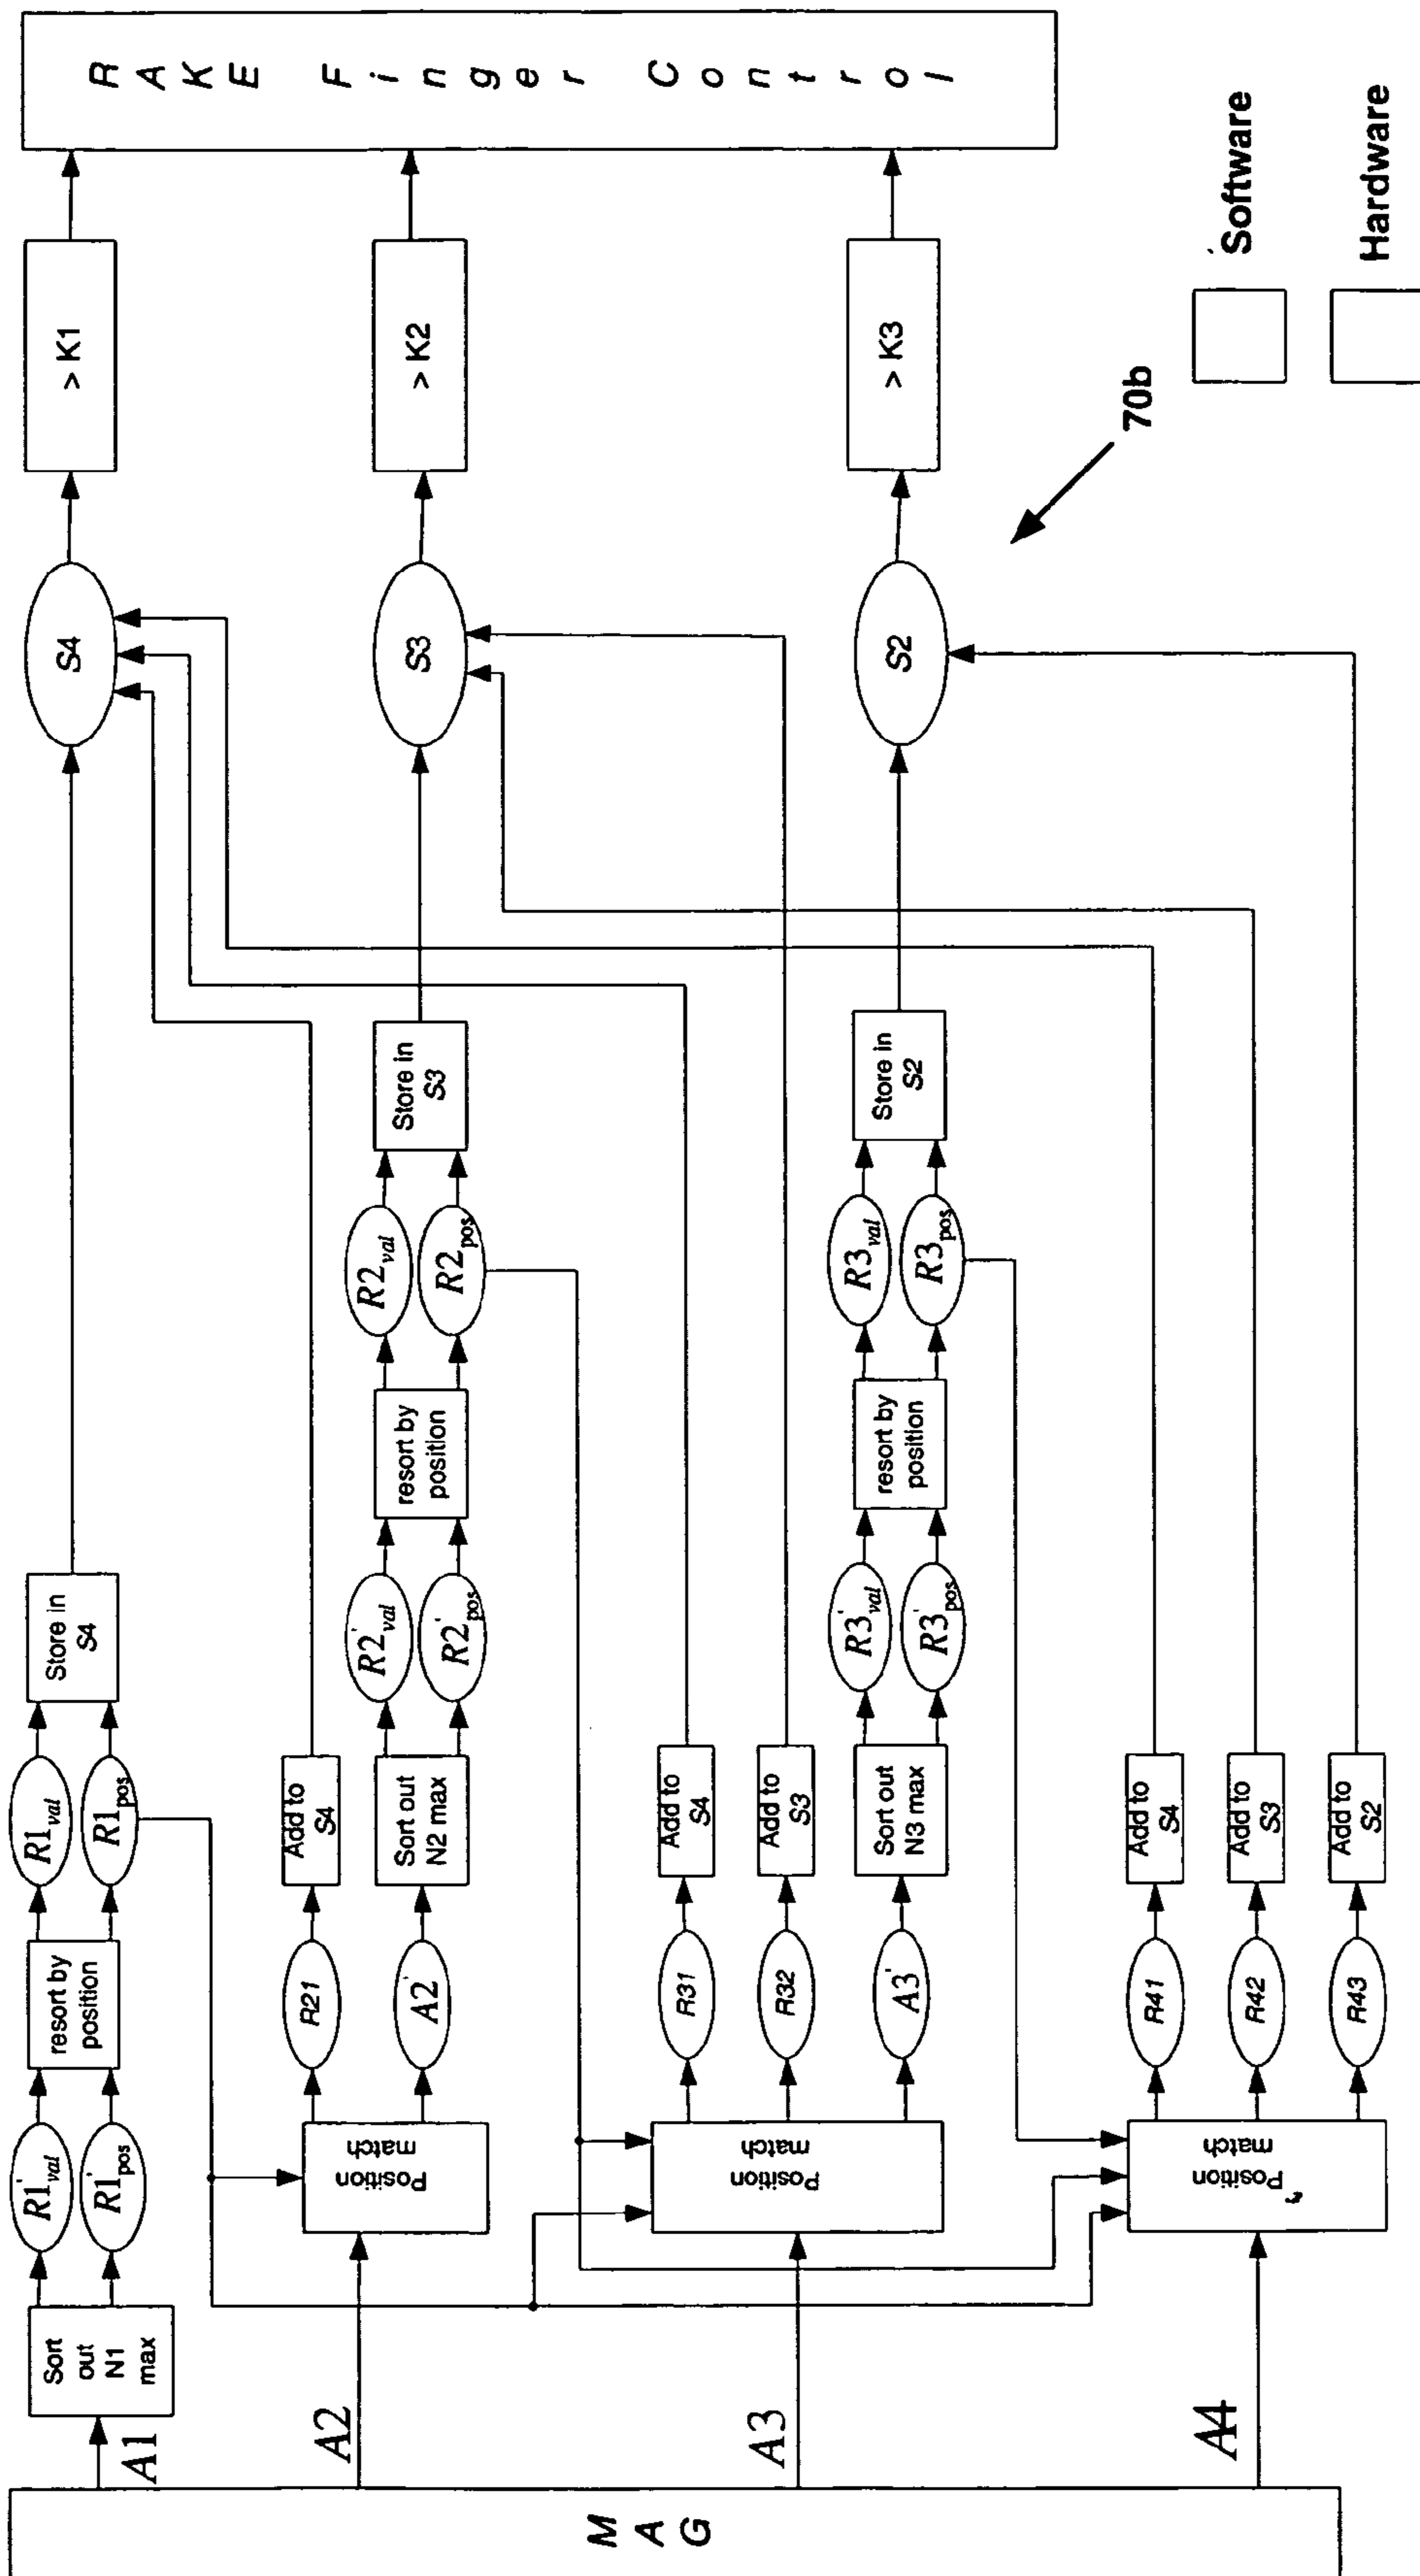 M A G
A1
A2
A3
A4
Sort
out
N1
max
R1'val
R1'pos
resort by
position
R1val
R1pos
Store in
S4
S4
> K1
Position
match
R21
A2'
Add to
S4
Sort out
N2 max
R2'val
R2'pos
resort by
position
R2val
R2pos
Store in
S3
S3
> K2
Position
match
R31
R32
A3'
Add to
S4
Add to
S3
Sort out
N3 max
R3'val
R3'pos
resort by
position
R3val
R3pos
Store in
S2
S2
> K3
Position
match
R41
R42
R43
Add to
S4
Add to
S3
Add to
S2
RAKE Finger Control
70b
Software
Hardware